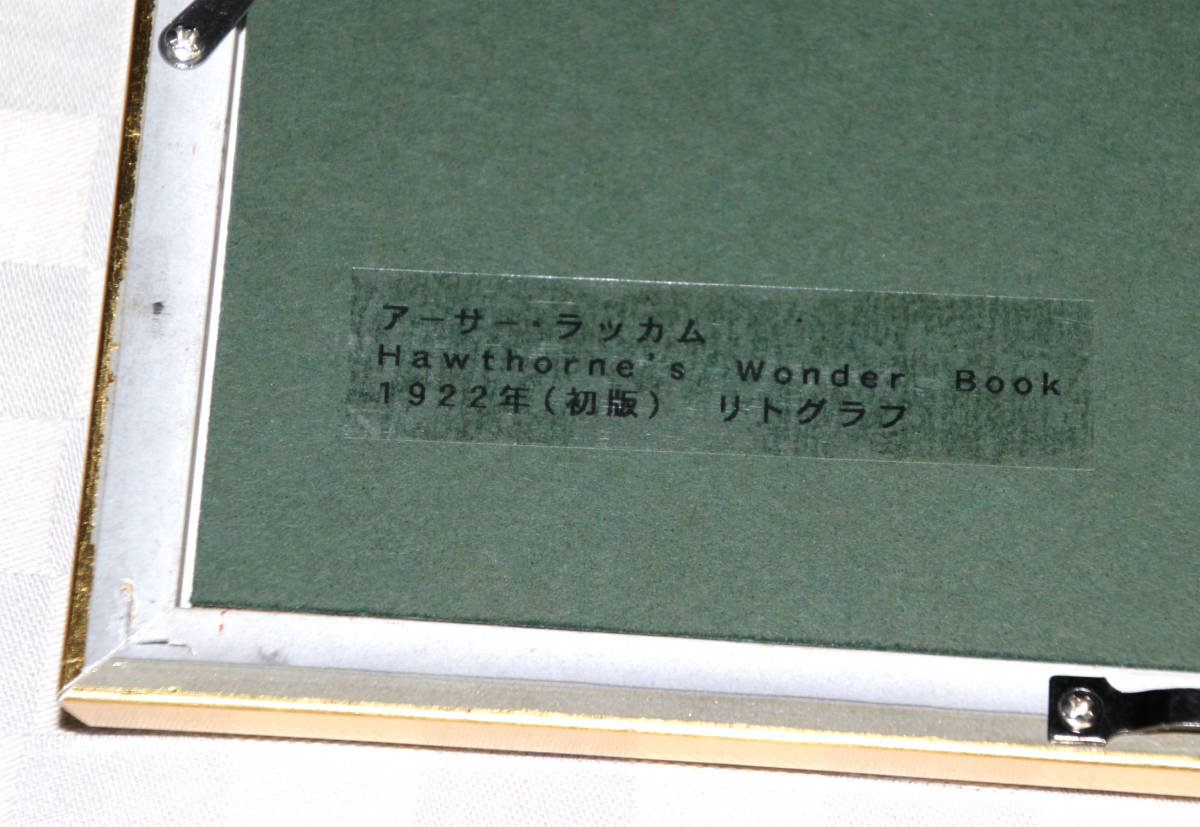 アーサー・ラッカム
Hawthorne's Wonder Book
1922年(初版) リトグラフ